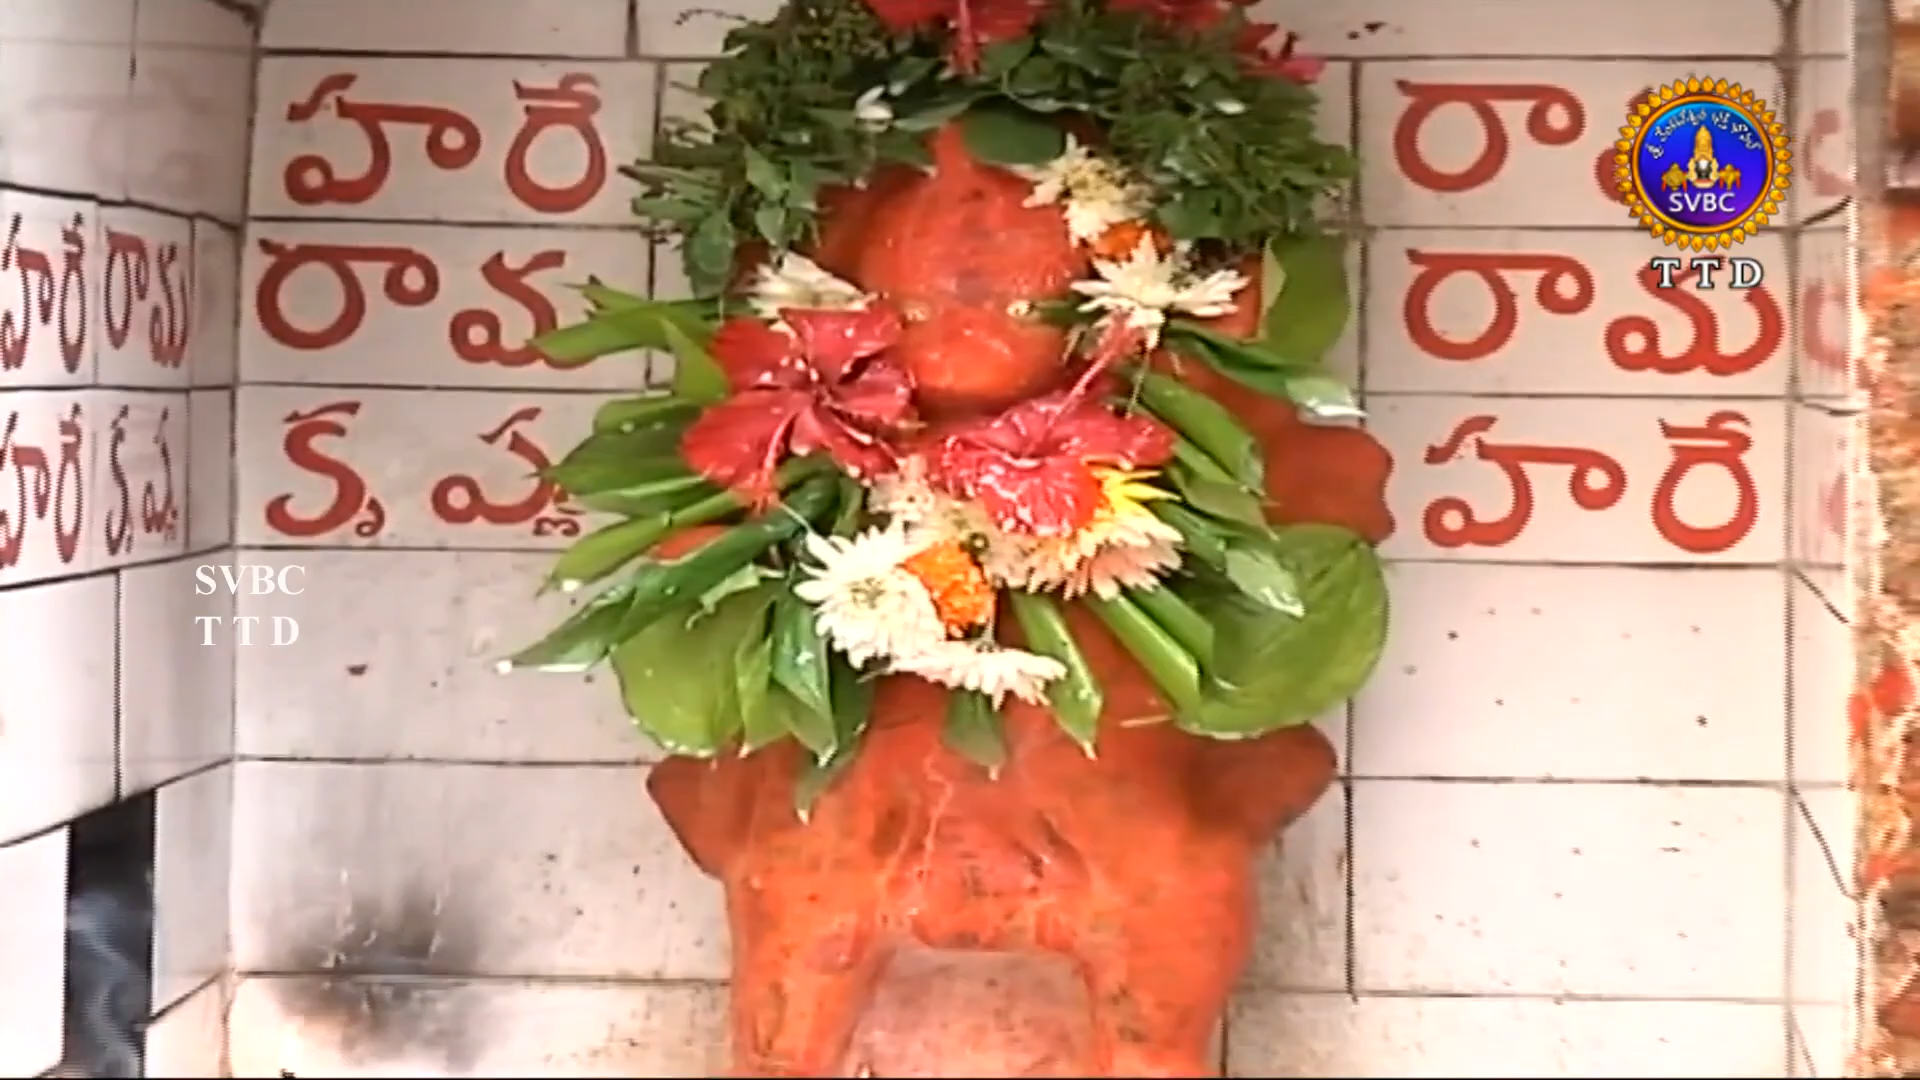 హరే
రామ
కృష్ణ
రామ
హరే
హరే రామ
హరే కృష్ణ
SVBC
TTD
SVBC
TTD